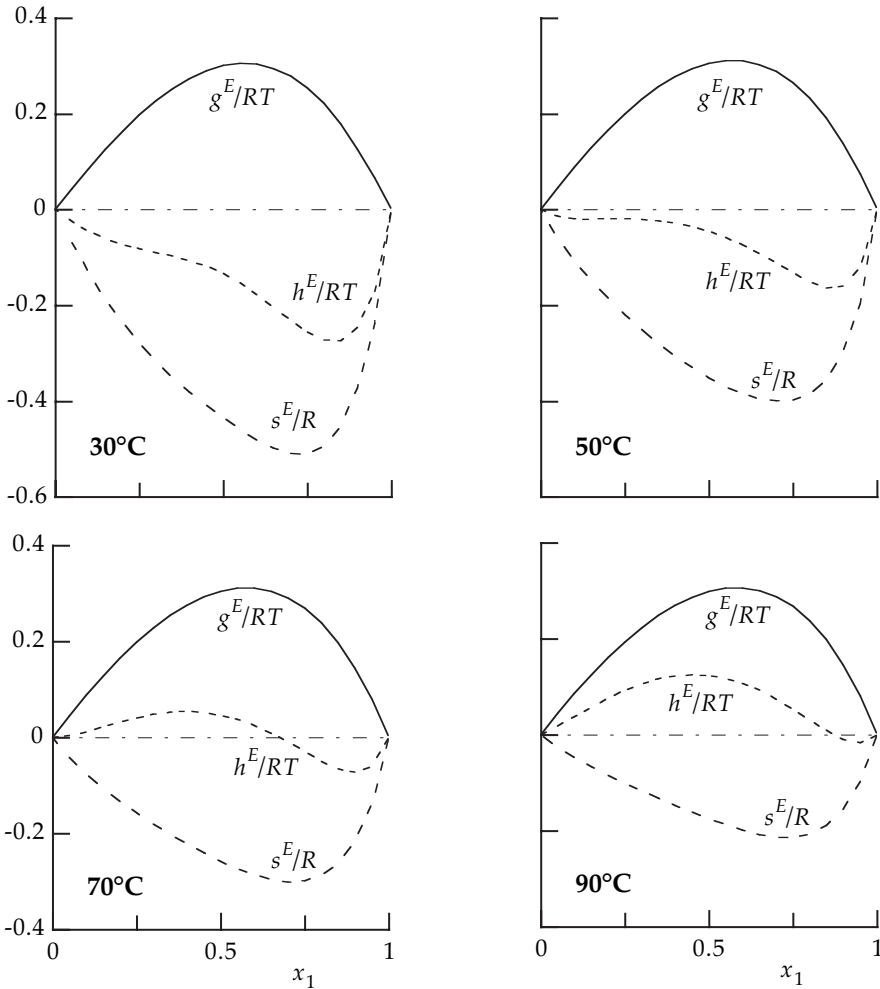 0.4
g^E/RT
0.2
0
h^E/RT
-0.2
s^E/R
-0.4
30°C
-0.6
g^E/RT
h^E/RT
s^E/R
50°C
0.4
g^E/RT
0.2
0
h^E/RT
-0.2
s^E/R
70°C
-0.4
0 0.5 1
x_1
g^E/RT
h^E/RT
s^E/R
90°C
0 0.5 1
x_1